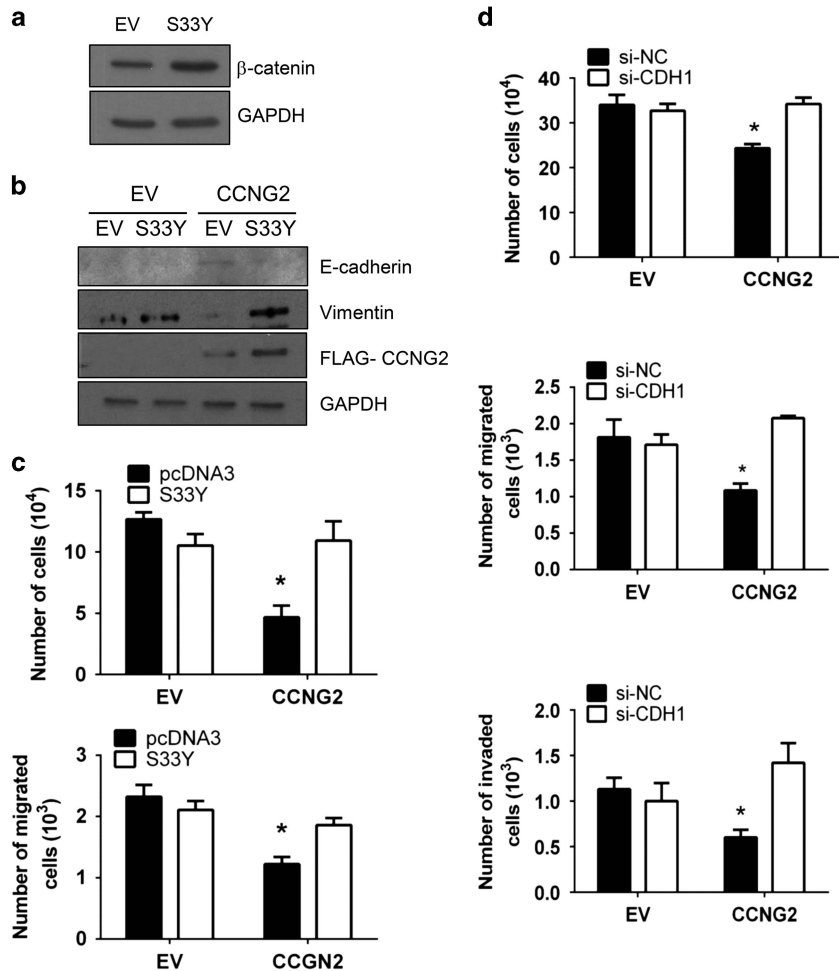 a
EV S33Y
β-catenin
GAPDH
b
EV CCNG2
EV S33Y EV S33Y
E-cadherin
Vimentin
FLAG- CCNG2
GAPDH
c
pcDNA3
S33Y
Number of cells (10⁴)
15
10
5
0
*
EV CCNG2
pcDNA3
S33Y
Number of migrated
cells (10³)
3
2
1
0
*
EV CCGN2
d
si-NC
si-CDH1
Number of cells (10⁴)
40
30
20
10
0
*
EV CCNG2
si-NC
si-CDH1
Number of migrated
cells (10³)
2.5
2.0
1.5
1.0
0.5
0.0
*
EV CCNG2
si-NC
si-CDH1
Number of invaded
cells (10³)
2.0
1.5
1.0
0.5
0.0
*
EV CCNG2